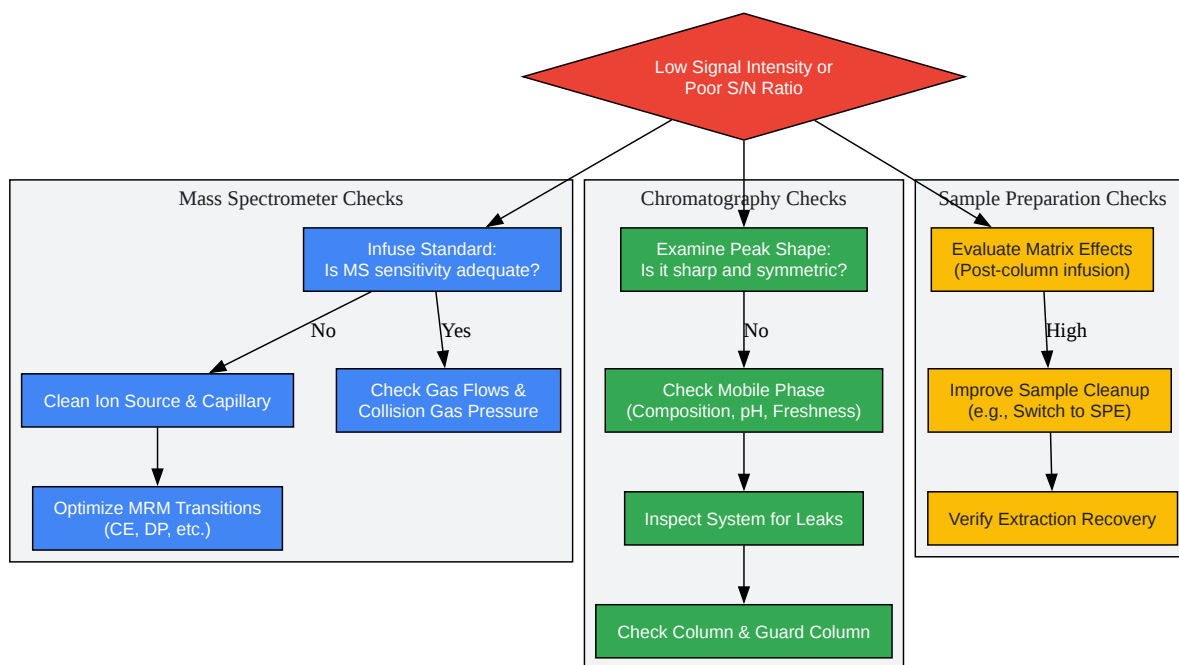 Low Signal Intensity or
Poor S/N Ratio
Mass Spectrometer Checks
Infuse Standard:
Is MS sensitivity adequate?
No
Yes
Clean Ion Source & Capillary
Check Gas Flows &
Collision Gas Pressure
Optimize MRM Transitions
(CE, DP, etc.)
Chromatography Checks
Examine Peak Shape:
Is it sharp and symmetric?
No
Check Mobile Phase
(Composition, pH, Freshness)
Inspect System for Leaks
Check Column & Guard Column
Sample Preparation Checks
Evaluate Matrix Effects
(Post-column infusion)
High
Improve Sample Cleanup
(e.g., Switch to SPE)
Verify Extraction Recovery